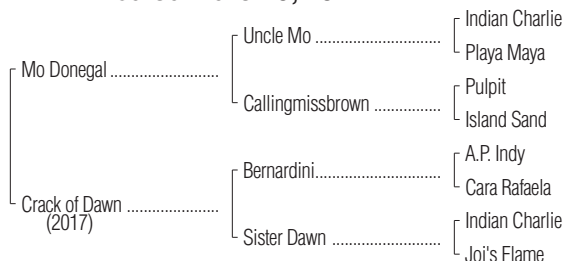 Indian Charlie
Uncle Mo
Playa Maya
Mo Donegal
Pulpit
Callingmissbrown
Island Sand
A.P. Indy
Bernardini
Cara Rafaela
Crack of Dawn
(2017)
Indian Charlie
Sister Dawn
Joi's Flame